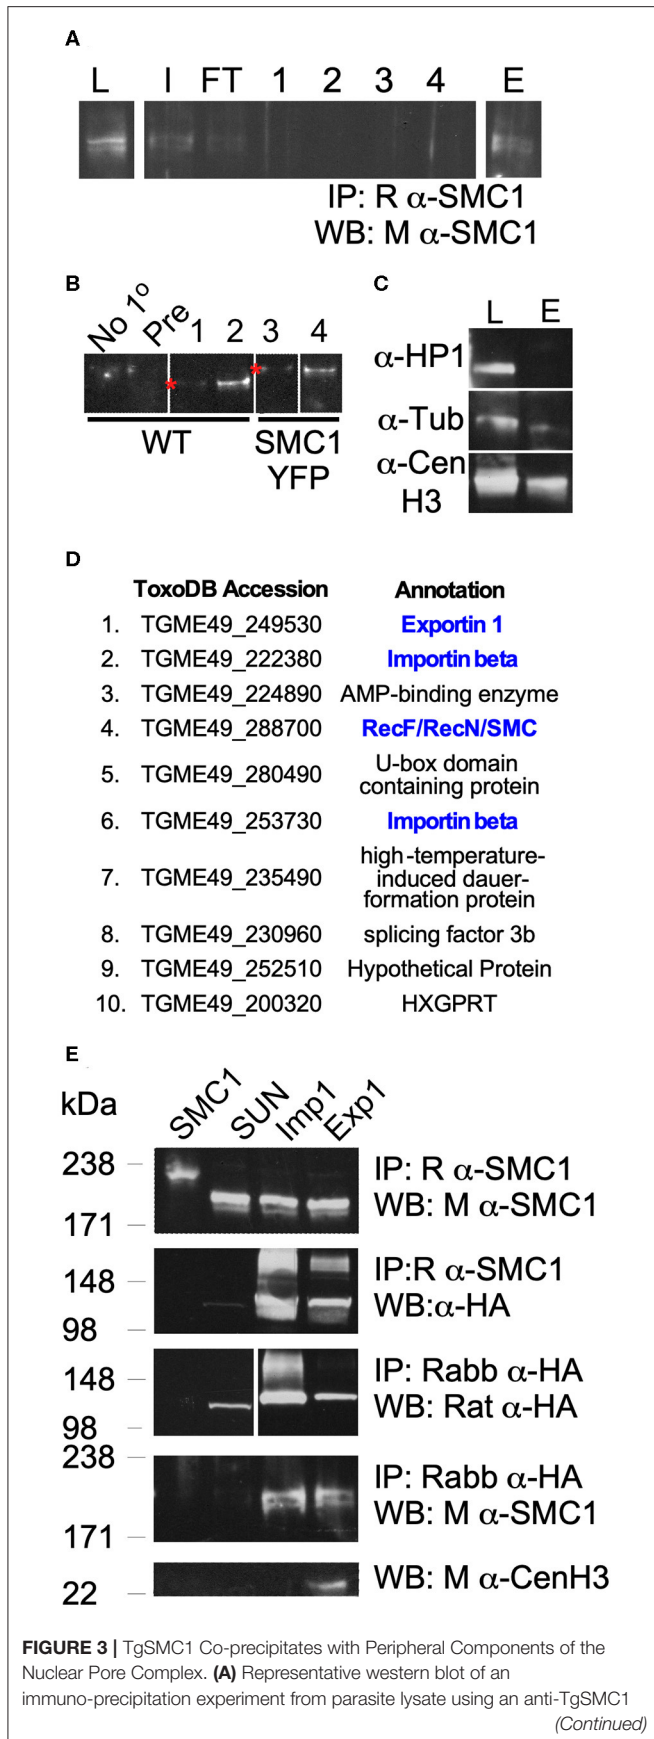 A
L I FT 1 2 3 4 E
IP: R α-SMC1
WB: M α-SMC1
B
No 1º Pre 1 2 3 4
*
*
WT
SMC1
YFP
C
L E
α-HP1
α-Tub
α-Cen
H3
D
ToxoDB Accession Annotation
1. TGME49_249530 Exportin 1
2. TGME49_222380 Importin beta
3. TGME49_224890 AMP-binding enzyme
4. TGME49_288700 RecF/RecN/SMC
5. TGME49_280490 U-box domain
containing protein
6. TGME49_253730 Importin beta
7. TGME49_235490 high-temperature-
induced dauer-
formation protein
8. TGME49_230960 splicing factor 3b
9. TGME49_252510 Hypothetical Protein
10. TGME49_200320 HXGPRT
E
kDa
SMC1 SUN Imp1 Exp1
238
171
IP: R α-SMC1
WB: M α-SMC1
148
98
IP:R α-SMC1
WB:α-HA
148
98
IP: Rabb α-HA
WB: Rat α-HA
238
171
IP: Rabb α-HA
WB: M α-SMC1
22
WB: M α-CenH3
FIGURE 3 | TgSMC1 Co-precipitates with Peripheral Components of the
Nuclear Pore Complex. (A) Representative western blot of an
immuno-precipitation experiment from parasite lysate using an anti-TgSMC1
(Continued)